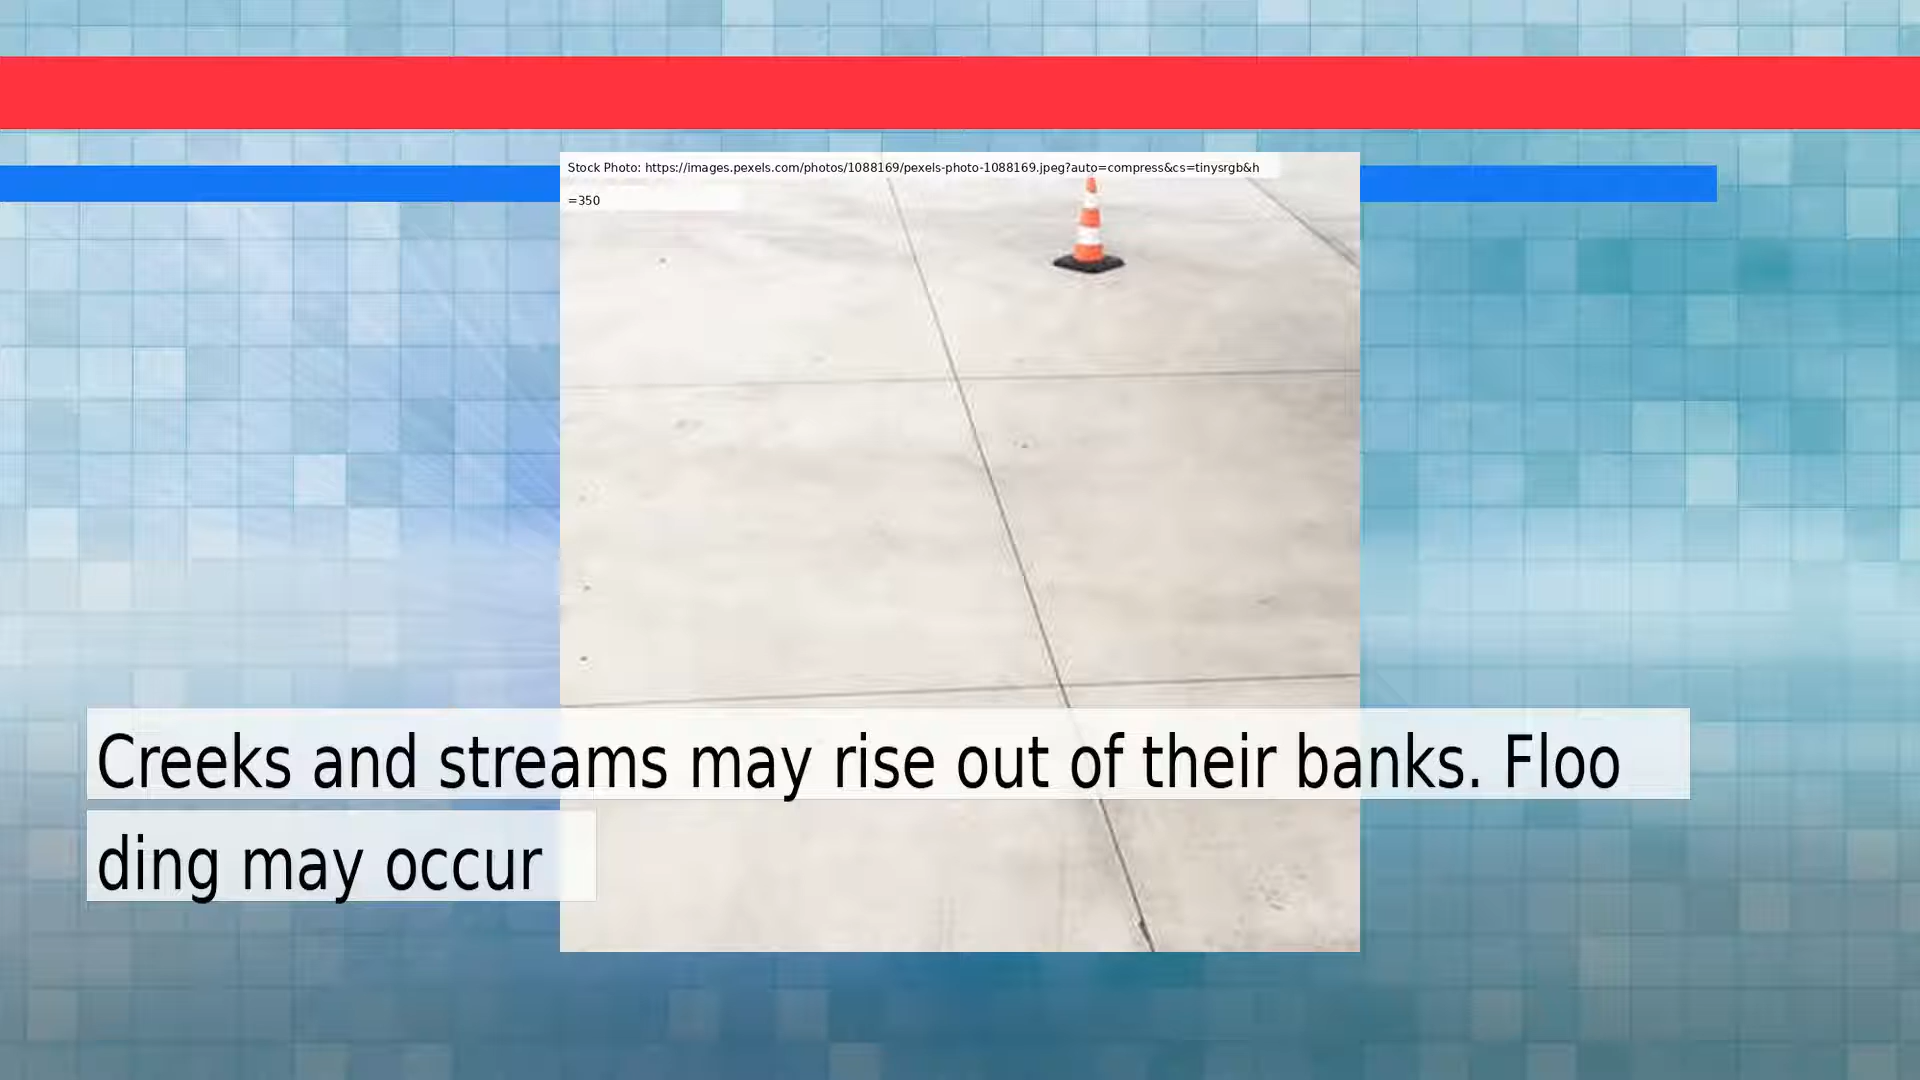 Stock Photo: https://images.pexels.com/photos/1088169/pexels-photo-1088169.jpeg?auto=compress&cs=tinysrgb&h
=350
Creeks and streams may rise out of their banks. Floo
ding may occur